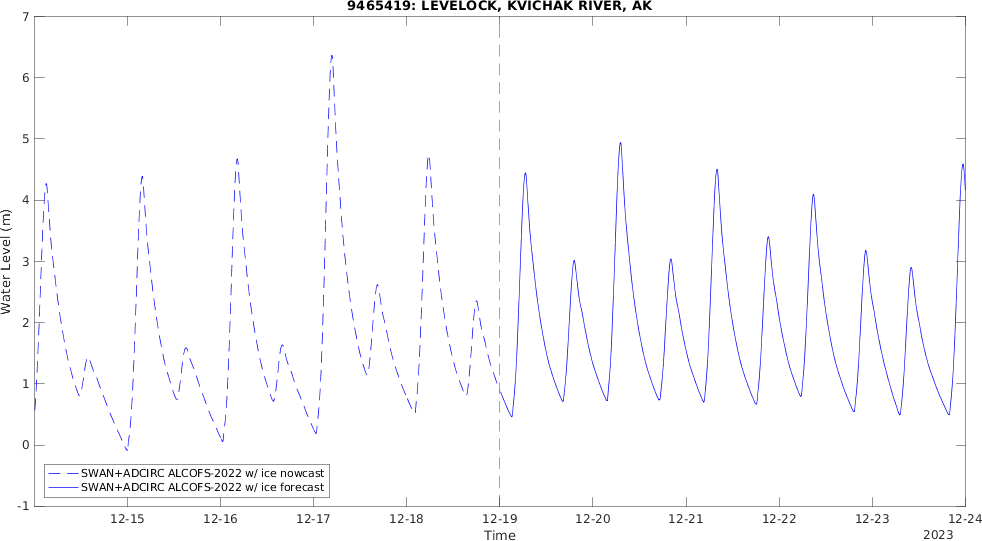 9465419: LEVELOCK, KVICHAK RIVER, AK
7
6
5
4
3
2
1
0
-1
Water Level (m)
SWAN+ADCIRC ALCOFS-2022 w/ ice nowcast
SWAN+ADCIRC ALCOFS-2022 w/ ice forecast
12-15 12-16 12-17 12-18 12-19 12-20 12-21 12-22 12-23 12-24
Time
2023